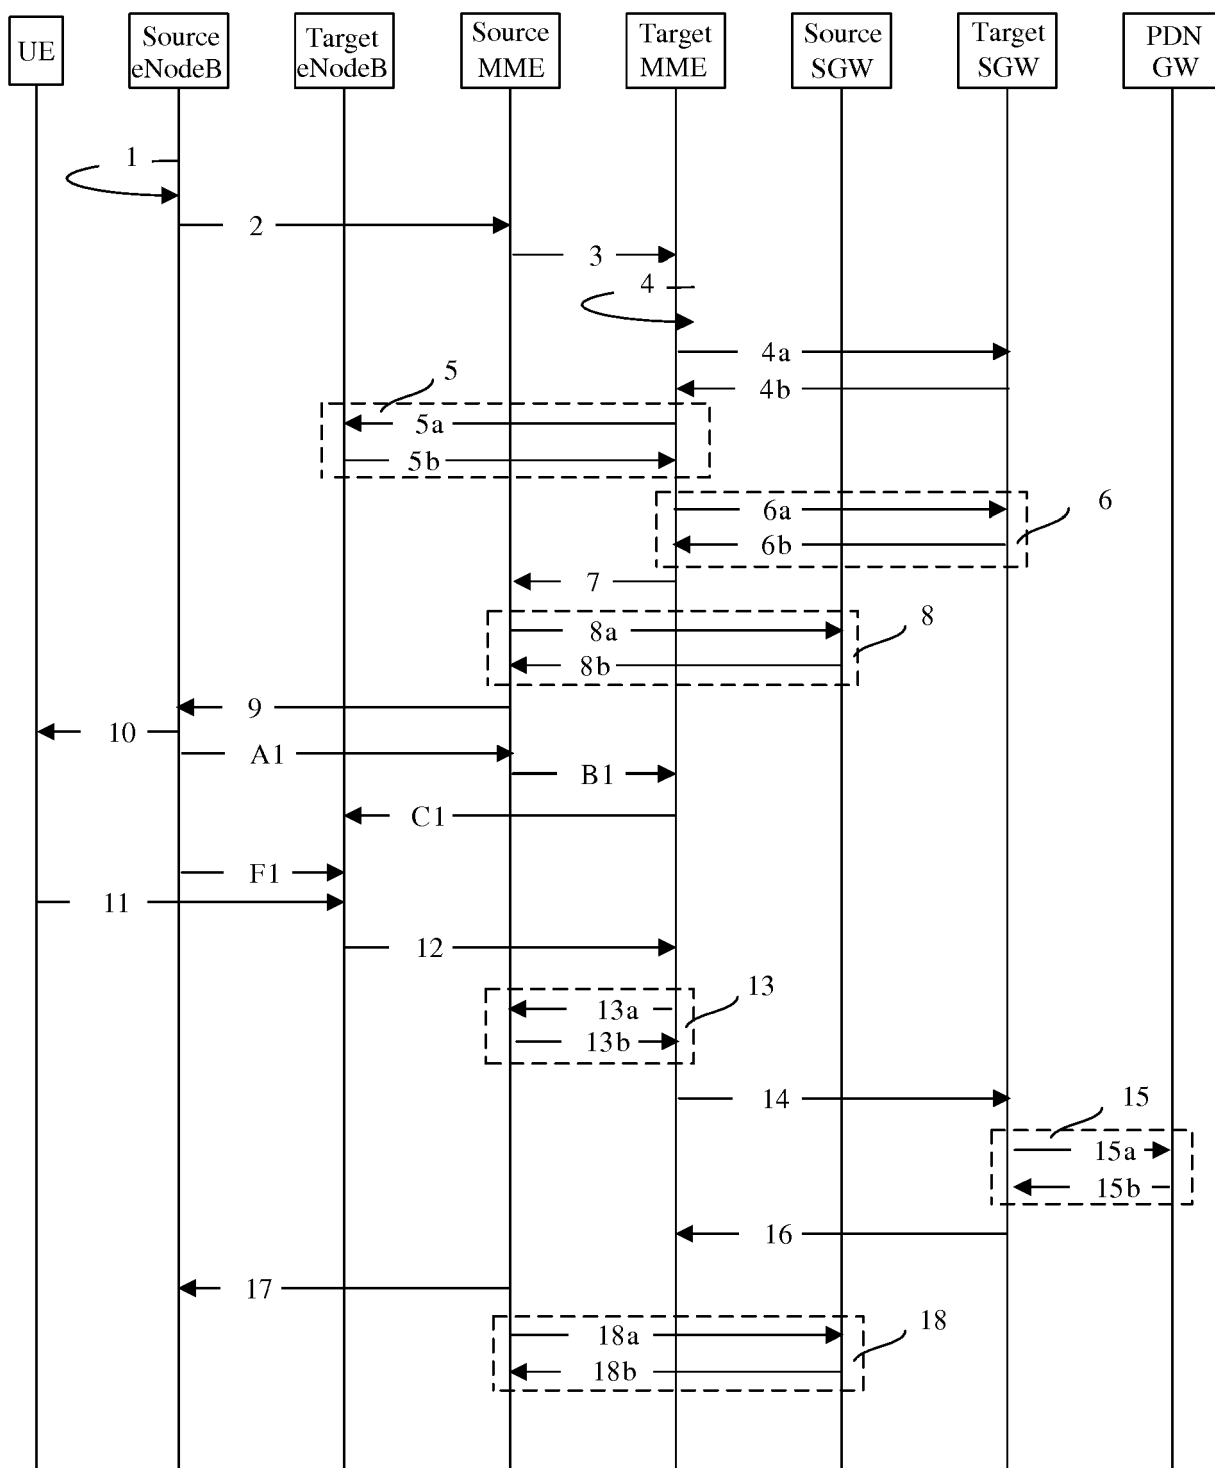 UE
Source
eNodeB
Target
eNodeB
Source
MME
Target
MME
Source
SGW
Target
SGW
PDN
GW
1
2
3
4
4a
4b
5
5a
5b
6
6a
6b
7
8
8a
8b
9
10
A1
B1
C1
F1
11
12
13
13a
13b
14
15
15a
15b
16
17
18
18a
18b